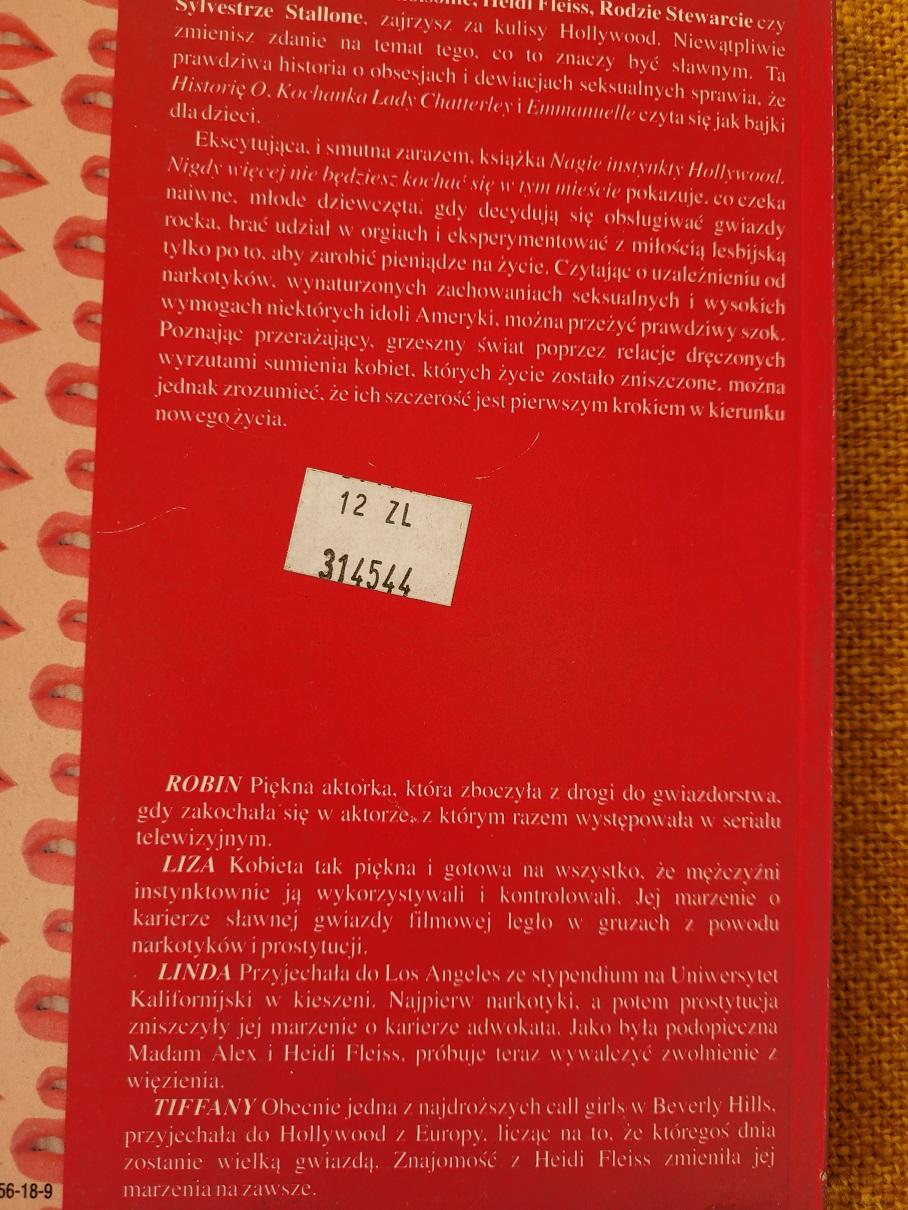 Heidi Fleiss, Rodzie Stewarcie czy
Sylvestrze Stallone, zajrzysz za kulisy Hollywood. Niewątpliwie
zmienisz zdanie na temat tego, co to znaczy być sławnym. Ta
prawdziwa historia o obsesjach i dewiacjach seksualnych sprawia, że
Historię O, Kochanka Lady Chatterley i Emmanuelle czyta się jak bajki
dla dzieci.
Ekscytująca, i smutna zarazem, książka Nagie instynkty Hollywood.
Nigdy więcej nie będziesz kochać się w tym mieście pokazuje, co czeka
naiwne, młode dziewczęta, gdy decydują się obsługiwać gwiazdy
rocka, brać udział w orgiach i eksperymentować z miłością lesbijską
tylko po to, aby zarobić pieniądze na życie. Czytając o uzależnieniu od
narkotyków, wynaturzonych zachowaniach seksualnych i wysokich
wymogach niektórych idoli Ameryki, można przeżyć prawdziwy szok.
Poznając przerażający, grzeszny świat poprzez relacje dręczonych
wyrzutami sumienia kobiet, których życie zostało zniszczone, można
jednak zrozumieć, że ich szczerość jest pierwszym krokiem w kierunku
nowego życia.
12 ZL
314544
ROBIN Piękna aktorka, która zboczyła z drogi do gwiazdorstwa,
gdy zakochała się w aktorze, z którym razem występowała w serialu
telewizyjnym.
LIZA Kobieta tak piękna i gotowa na wszystko, że mężczyźni
instynktownie ją wykorzystywali i kontrolowali. Jej marzenie o
karierze sławnej gwiazdy filmowej legło w gruzach z powodu
narkotyków i prostytucji.
LINDA Przyjechała do Los Angeles ze stypendium na Uniwersytet
Kalifornijski w kieszeni. Najpierw narkotyki, a potem prostytucja
zniszczyły jej marzenie o karierze adwokata. Jako była podopieczna
Madam Alex i Heidi Fleiss, próbuje teraz wywalczyć zwolnienie z
więzienia.
TIFFANY Obecnie jedna z najdroższych call girls w Beverly Hills,
przyjechała do Hollywood z Europy, licząc na to, że któregoś dnia
zostanie wielką gwiazdą. Znajomość z Heidi Fleiss zmieniła jej
marzenia na zawsze.
56-18-9